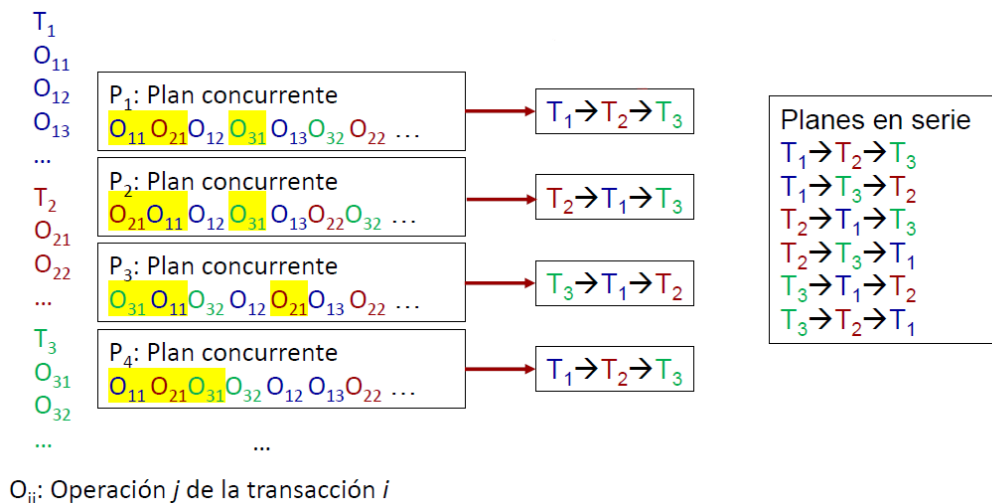 T₁
O₁₁
O₁₂
O₁₃
...
T₂
O₂₁
O₂₂
...
T₃
O₃₁
O₃₂
...
P₁: Plan concurrente
O₁₁ O₂₁ O₁₂ O₃₁ O₁₃ O₃₂ O₂₂ ...
T₁→T₂→T₃
P₂: Plan concurrente
O₂₁ O₁₁ O₁₂ O₃₁ O₁₃ O₂₂ O₃₂ ...
T₂→T₁→T₃
P₃: Plan concurrente
O₃₁ O₁₁ O₃₂ O₁₂ O₂₁ O₁₃ O₂₂ ...
T₃→T₁→T₂
P₄: Plan concurrente
O₁₁ O₂₁ O₃₁ O₃₂ O₁₂ O₁₃ O₂₂ ...
T₁→T₂→T₃
...
Planes en serie
T₁→T₂→T₃
T₁→T₃→T₂
T₂→T₁→T₃
T₂→T₃→T₁
T₃→T₁→T₂
T₃→T₂→T₁
Oᵢⱼ: Operación j de la transacción i